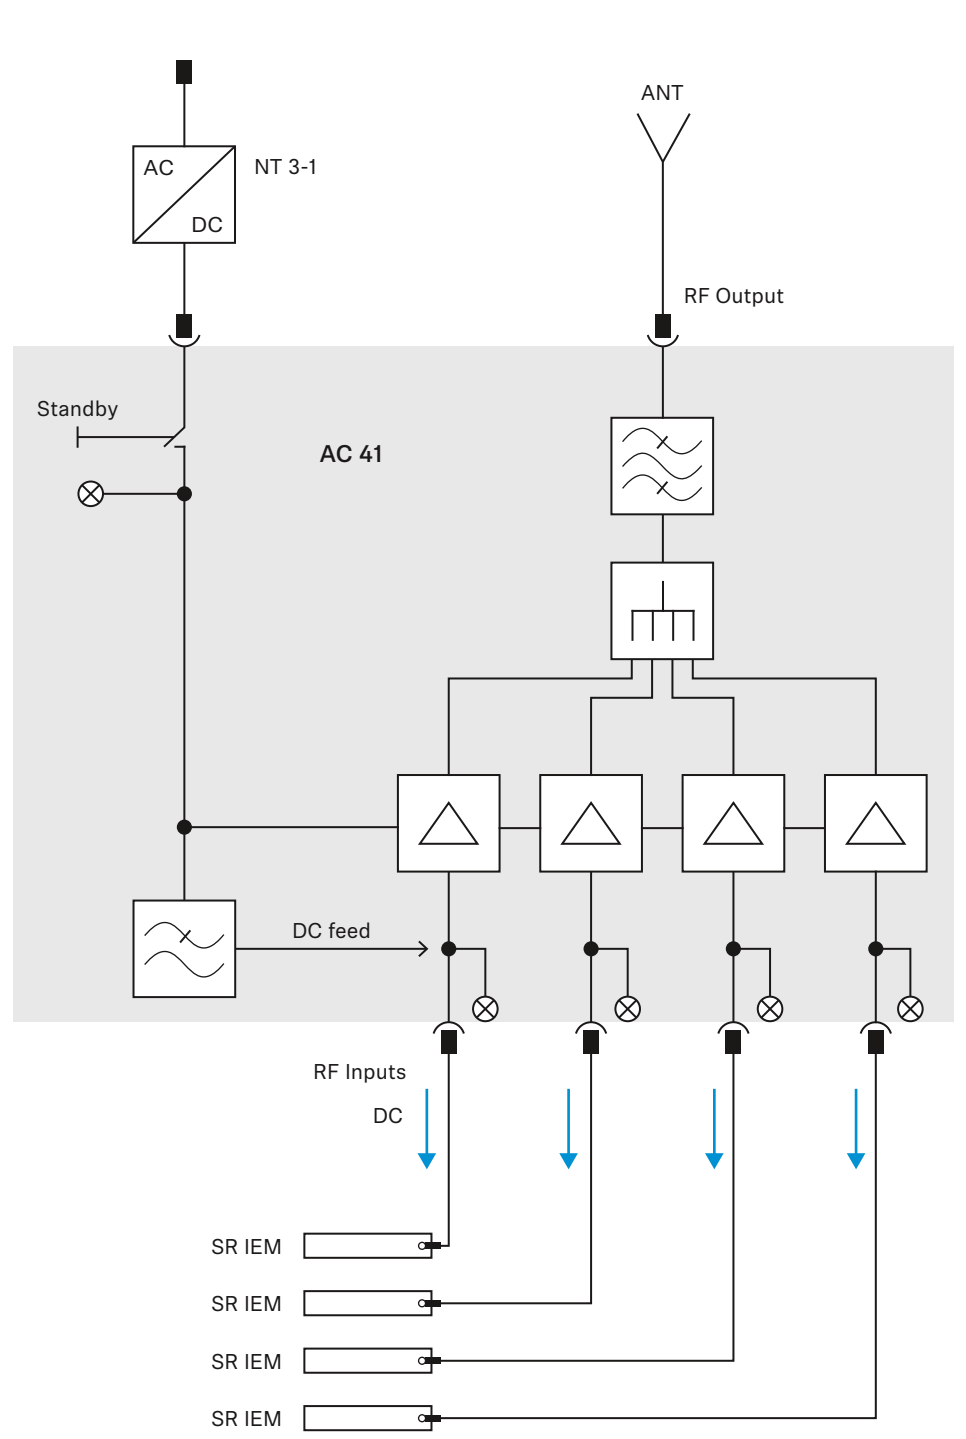 ANT
AC
NT 3-1
DC
RF Output
Standby
AC 41
DC feed
RF Inputs
DC
SR IEM
SR IEM
SR IEM
SR IEM